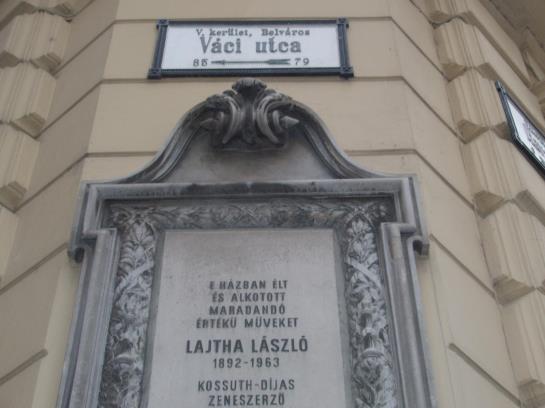 V. kerület, Belváros
Váci utca
85 79
E HÁZBAN ÉLT
ÉS ALKOTOTT
MARADANDÓ
ÉRTÉKŰ MŰVEKET
LAJTHA LÁSZLÓ
1892-1963
KOSSUTH-DÍJAS
ZENESZERZŐ